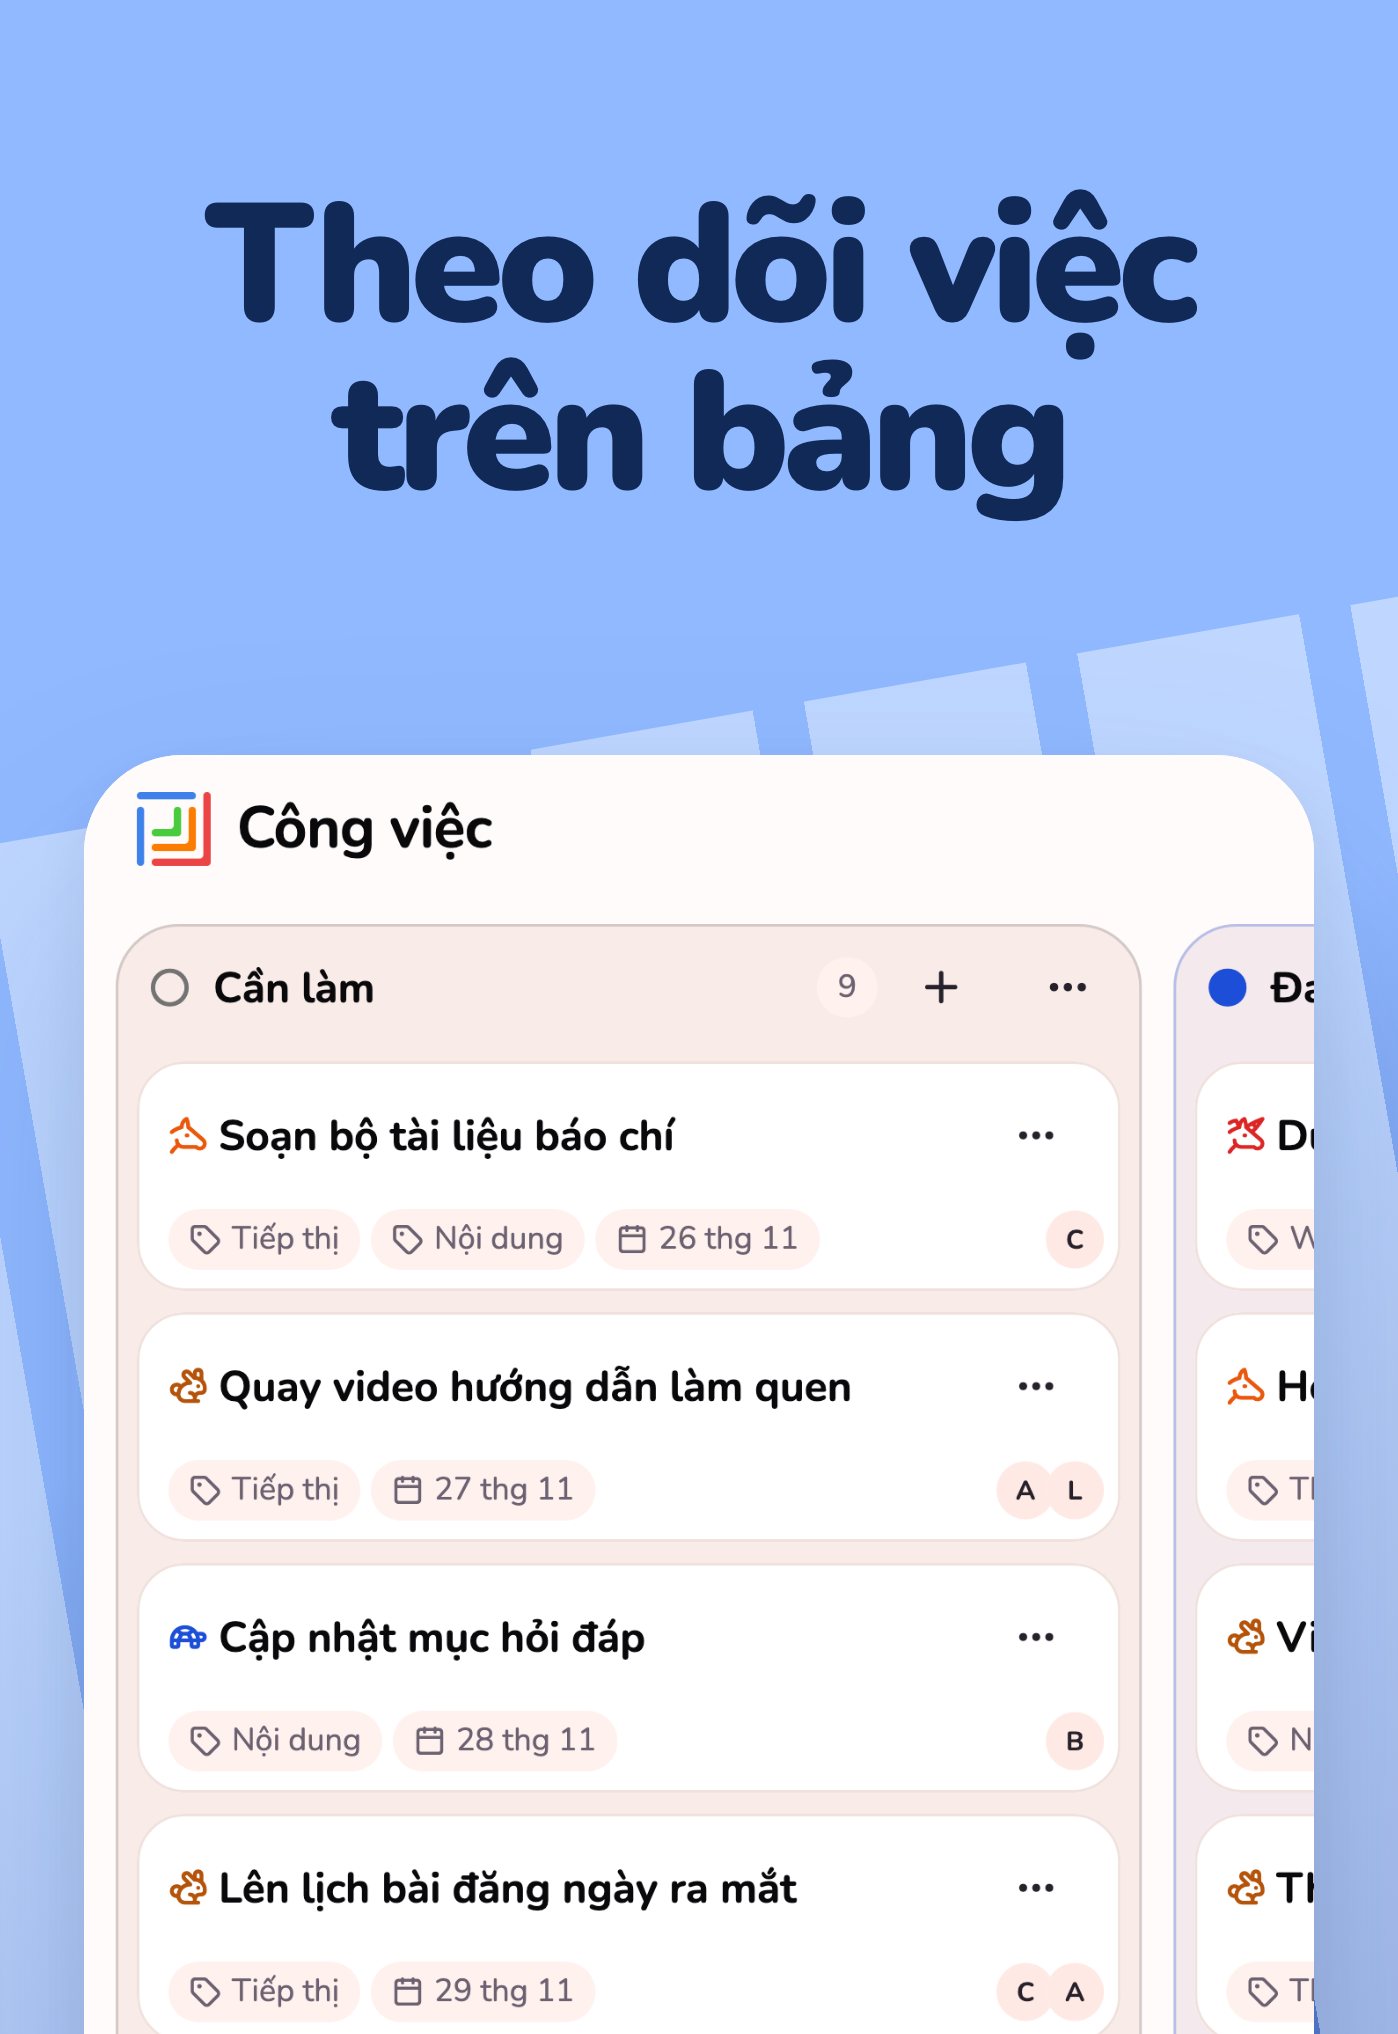 Theo dõi việc
trên bảng
Công việc
Cần làm
9
Soạn bộ tài liệu báo chí
Tiếp thị
Nội dung
26 thg 11
C
Quay video hướng dẫn làm quen
Tiếp thị
27 thg 11
A
L
Cập nhật mục hỏi đáp
Nội dung
28 thg 11
B
Lên lịch bài đăng ngày ra mắt
Tiếp thị
29 thg 11
C
A